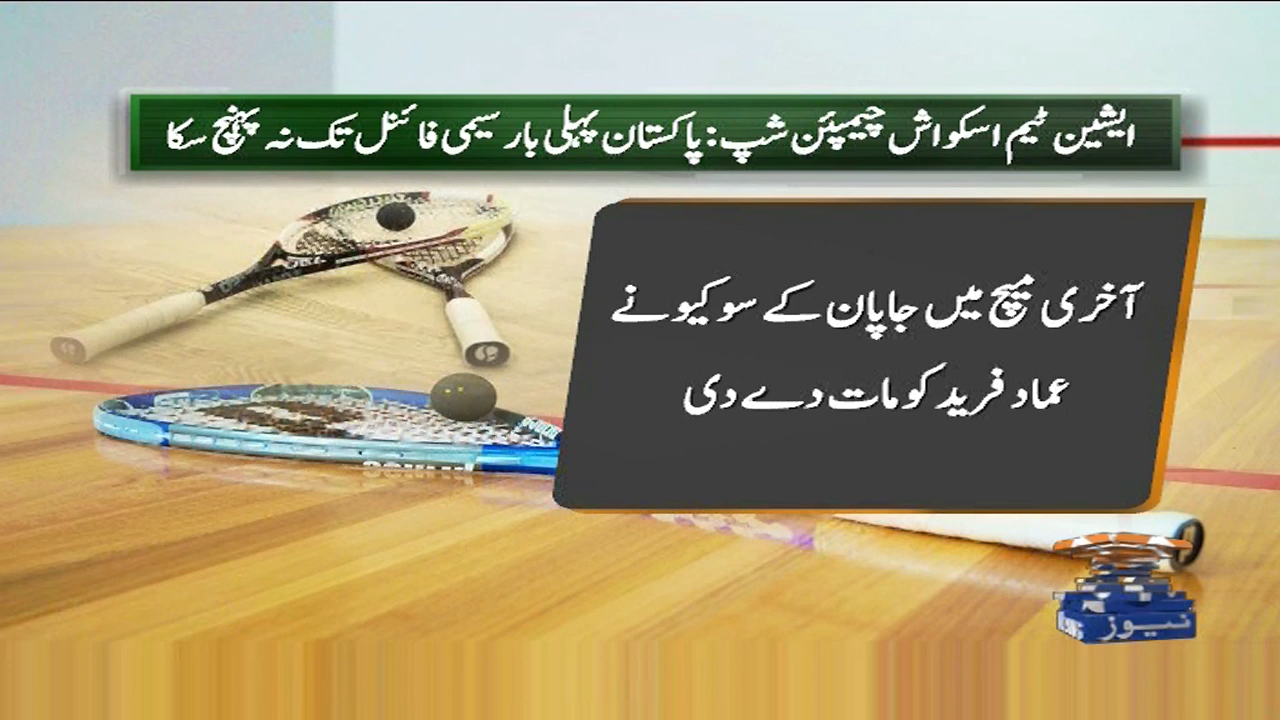 ایشین ٹیم اسکواش چیمپئن شپ: پاکستان پہلی بار سیمی فائنل تک نہ پہنچ سکا
آخری میچ میں جاپان کے سوکیو نے
عماد فرید کو مات دے دی
نیوز